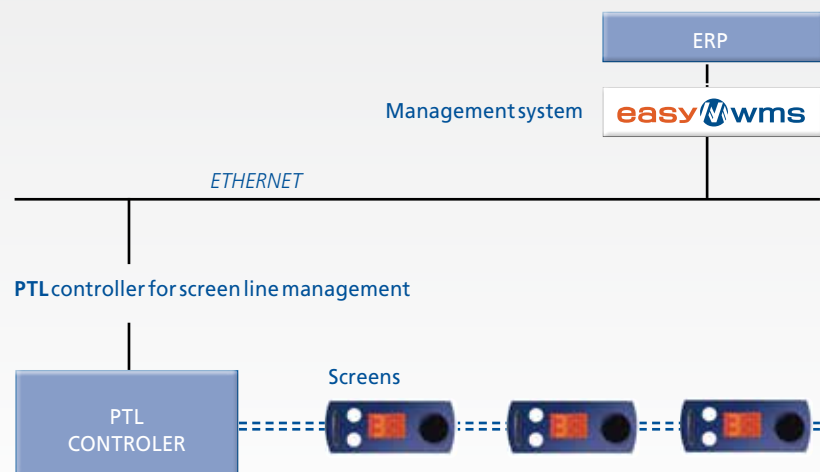 ERP
Management system
easy wms
ETHERNET
PTL controller for screen line management
Screens
PTL
CONTROLER